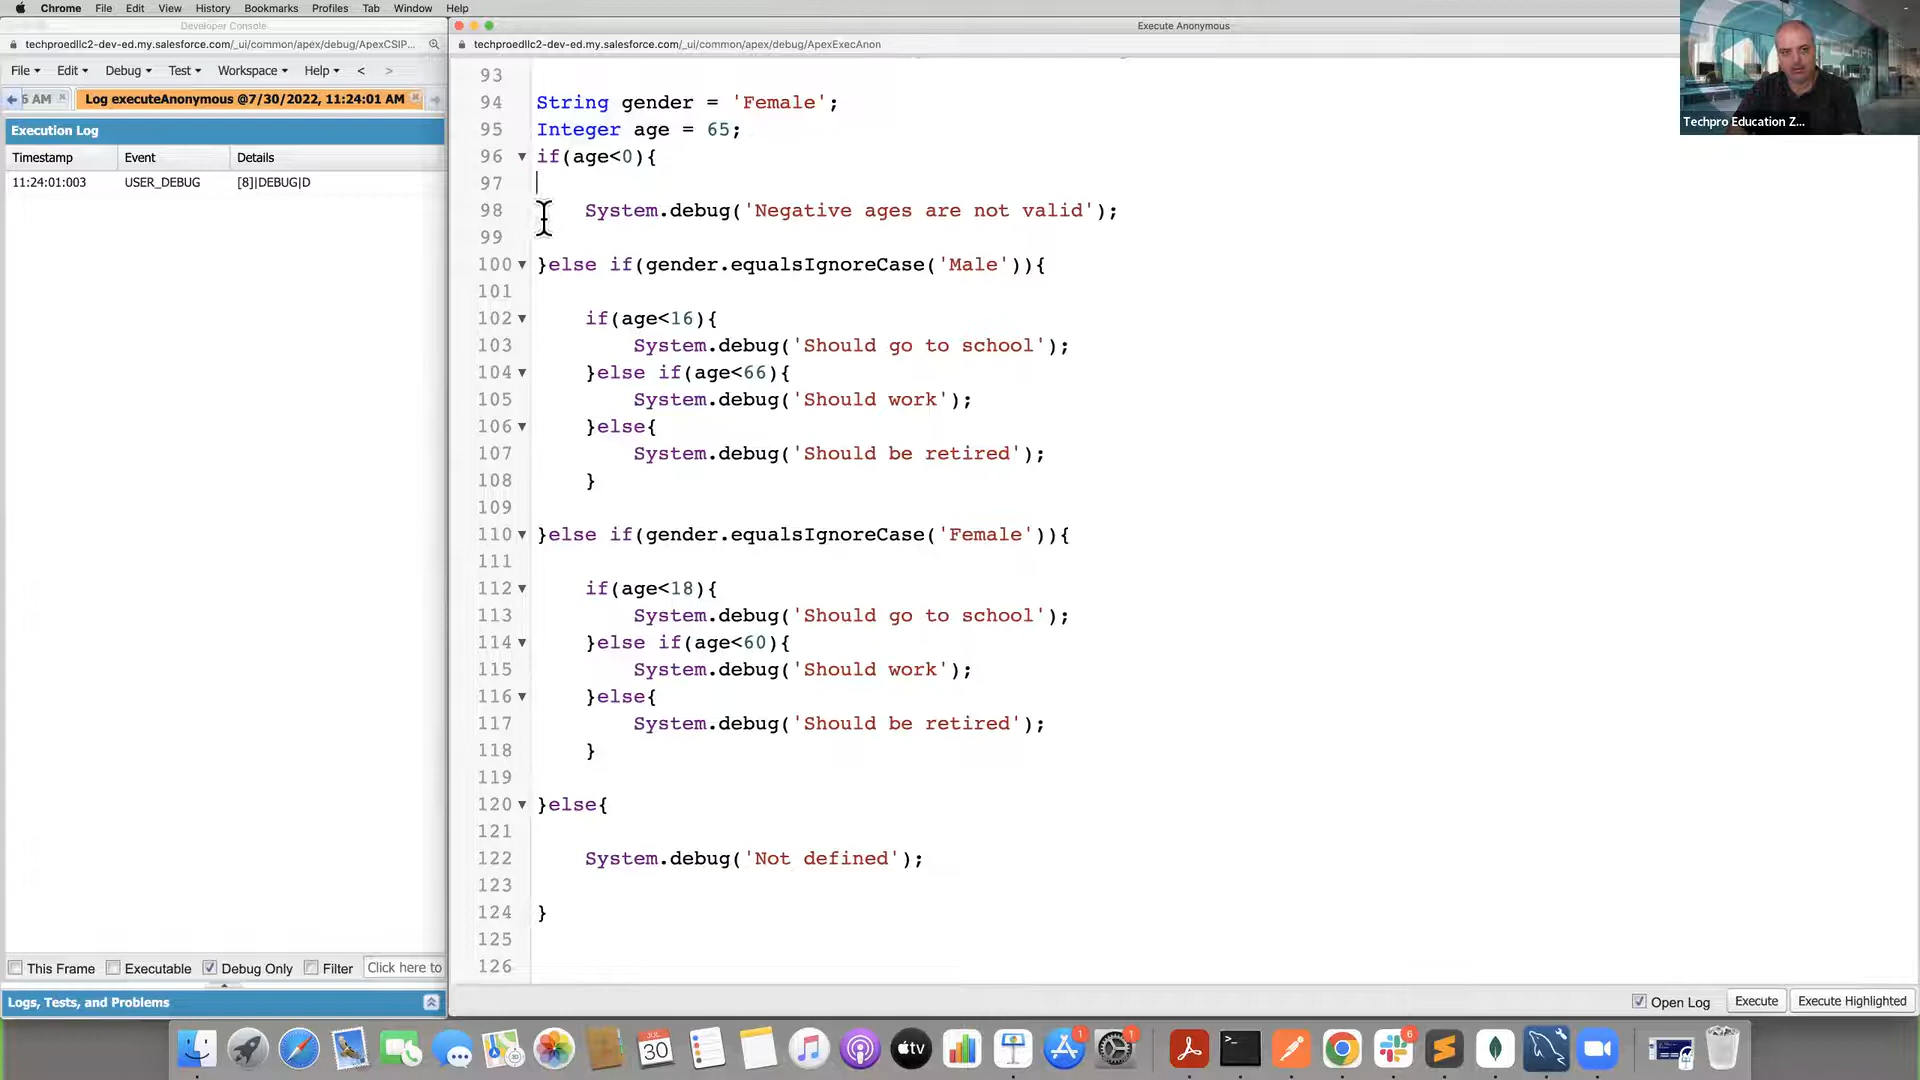 Chrome File Edit View History Bookmarks Profiles Tab Window Help
Developer Console
techproedllc2-dev-ed.my.salesforce.com/_ui/common/apex/debug/ApexCSIP...
File Edit Debug Test Workspace Help < >
5 AM
Log executeAnonymous @7/30/2022, 11:24:01 AM
Execution Log
Timestamp Event Details
11:24:01:003 USER_DEBUG [8]|DEBUG|D
This Frame Executable Debug Only Filter Click here to
Logs, Tests, and Problems
Execute Anonymous
techproedllc2-dev-ed.my.salesforce.com/_ui/common/apex/debug/ApexExecAnon
93
94 String gender = 'Female';
95 Integer age = 65;
96 if(age<0){
97
98 System.debug('Negative ages are not valid');
99
100 }else if(gender.equalsIgnoreCase('Male')){
101
102 if(age<16){
103 System.debug('Should go to school');
104 }else if(age<66){
105 System.debug('Should work');
106 }else{
107 System.debug('Should be retired');
108 }
109
110 }else if(gender.equalsIgnoreCase('Female')){
111
112 if(age<18){
113 System.debug('Should go to school');
114 }else if(age<60){
115 System.debug('Should work');
116 }else{
117 System.debug('Should be retired');
118 }
119
120 }else{
121
122 System.debug('Not defined');
123
124 }
125
126
Open Log Execute Execute Highlighted
Techpro Education Z...
JUL
30
tv
1
1
6